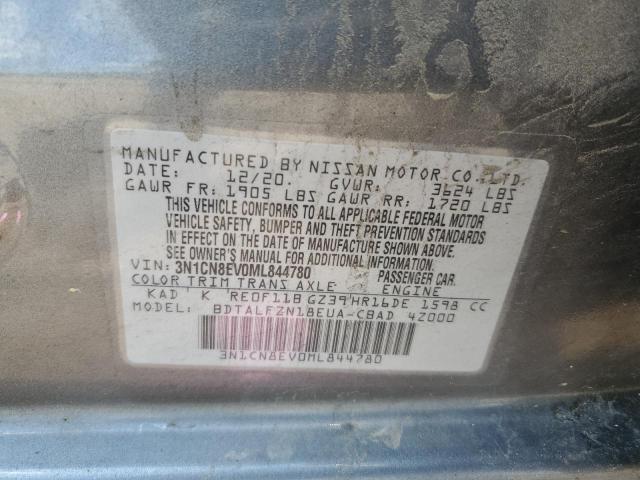 MANUFACTURED BY NISSAN MOTOR CO., LTD.
DATE: 12/20. GVWR: 3624 LBS
GAWR FR: 1905 LBS GAWR RR: 1720 LBS
THIS VEHICLE CONFORMS TO ALL APPLICABLE FEDERAL MOTOR
VEHICLE SAFETY, BUMPER AND THEFT PREVENTION STANDARDS
IN EFFECT ON THE DATE OF MANUFACTURE SHOWN ABOVE.
SEE OWNER'S MANUAL FOR ADDITIONAL INFORMATION.
VIN: 3N1CN8EV0ML844780 PASSENGER CAR.
COLOR TRIM TRANS AXLE ENGINE
KAD K RE0F11B GZ39 HR16DE 1598 CC
MODEL: BDTALFZN18EUA-CBAD 4Z000
3N1CN8EV0ML844780